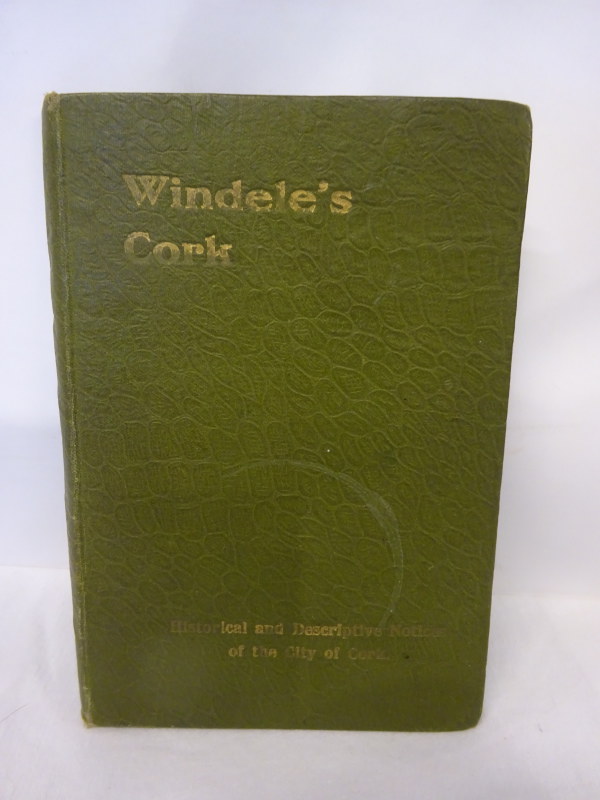 Windele's
Cork
Historical and Descriptive Notices
of the City of Cork.